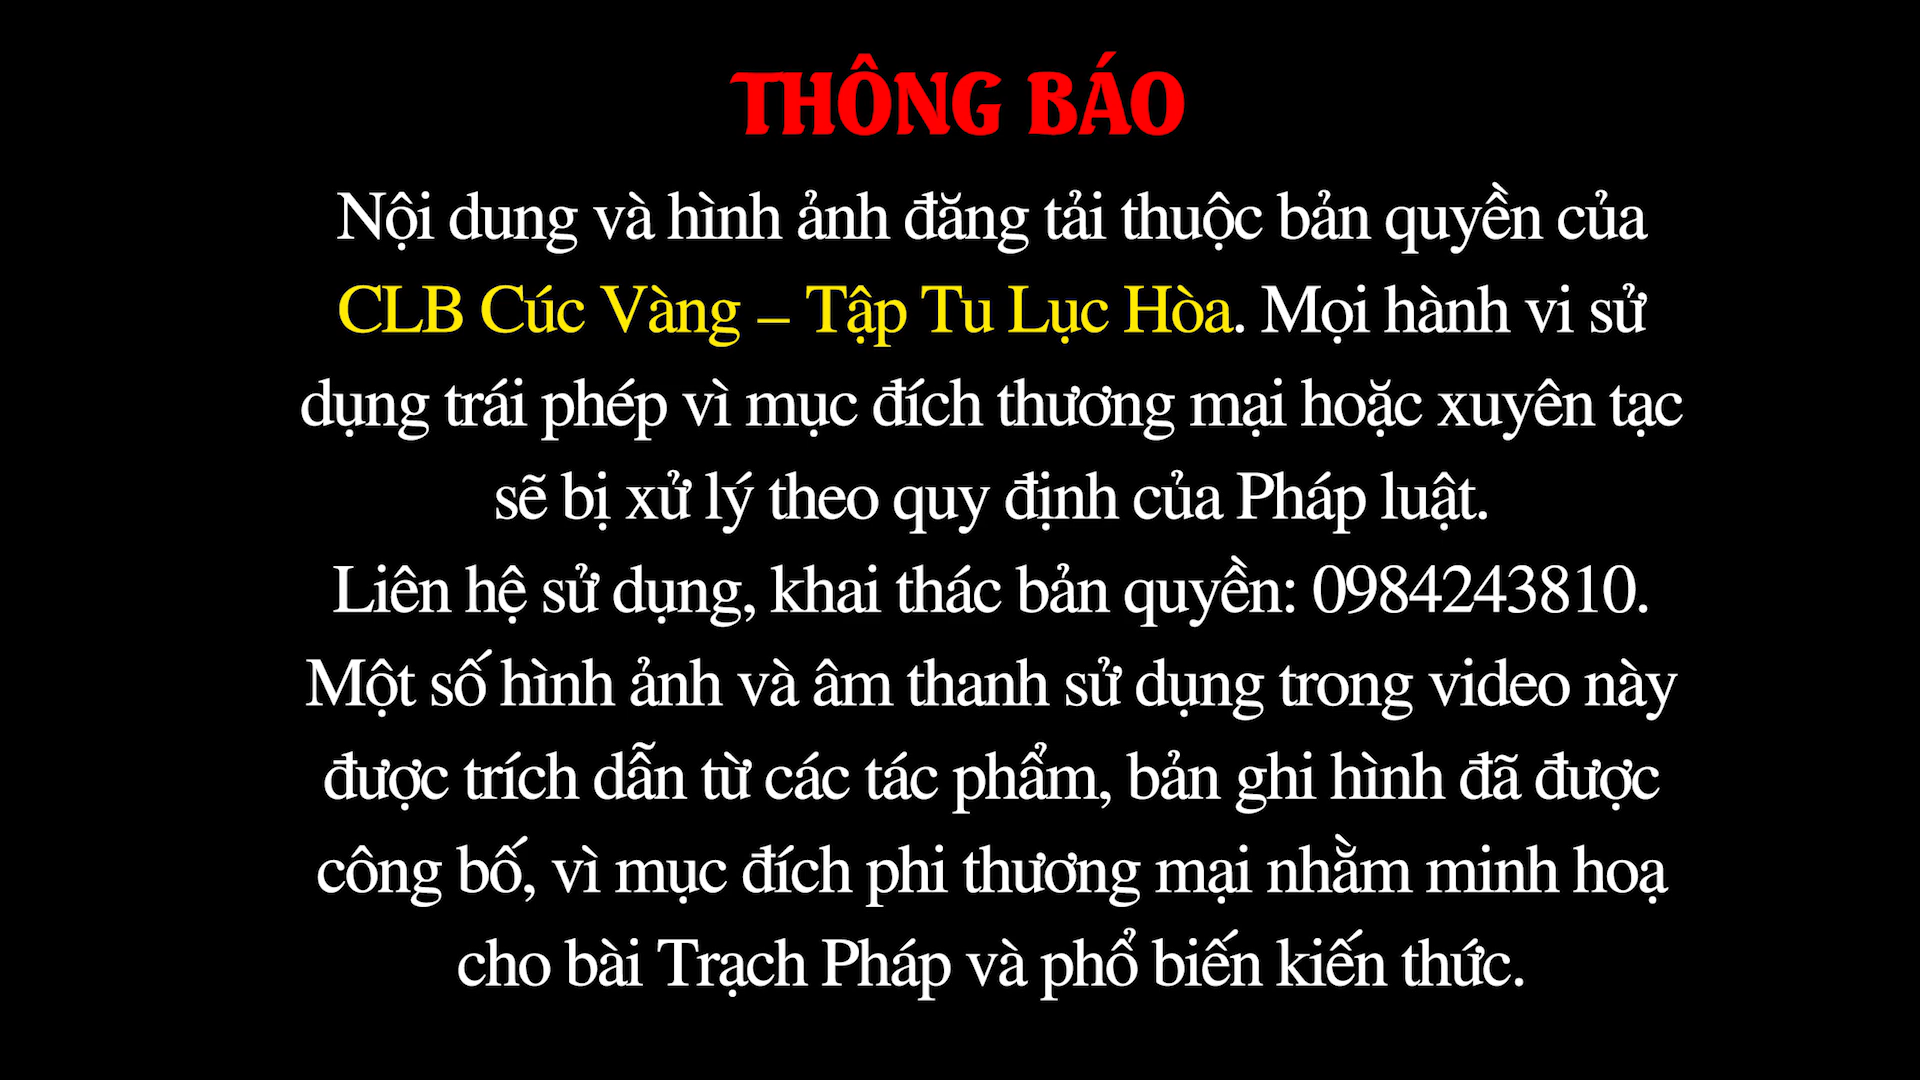 THÔNG BÁO
Nội dung và hình ảnh đăng tải thuộc bản quyền của
CLB Cúc Vàng – Tập Tu Lục Hòa. Mọi hành vi sử
dụng trái phép vì mục đích thương mại hoặc xuyên tạc
sẽ bị xử lý theo quy định của Pháp luật.
Liên hệ sử dụng, khai thác bản quyền: 0984243810.
Một số hình ảnh và âm thanh sử dụng trong video này
được trích dẫn từ các tác phẩm, bản ghi hình đã được
công bố, vì mục đích phi thương mại nhằm minh hoạ
cho bài Trạch Pháp và phổ biến kiến thức.